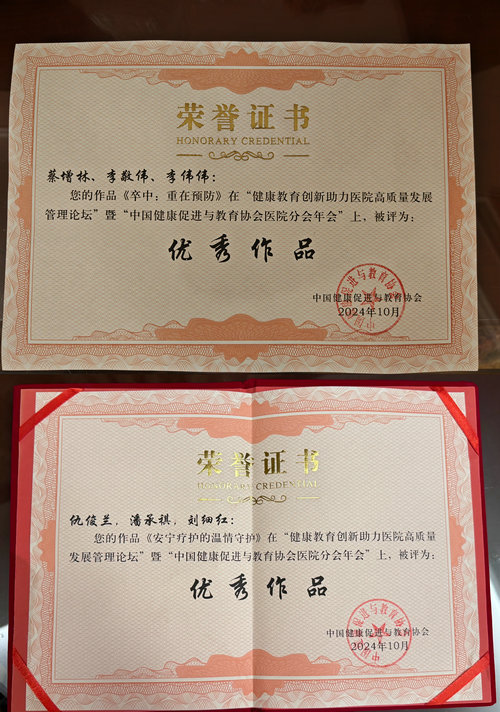 荣誉证书
HONORARY CREDENTIAL
蔡增林、李敬伟、李伟伟：
您的作品《卒中：重在预防》在“健康教育创新助力医院高质量发展
管理论坛”暨“中国健康促进与教育协会医院分会年会”上，被评为：
优秀作品
中国健康促进与教育协会
2024年10月
荣誉证书
HONORARY CREDENTIAL
仇俊兰，潘承祺，刘细红：
您的作品《安宁疗护的温情守护》在“健康教育创新助力医院高质量
发展管理论坛”暨“中国健康促进与教育协会医院分会年会”上，被评为：
优秀作品
中国健康促进与教育协会
2024年10月